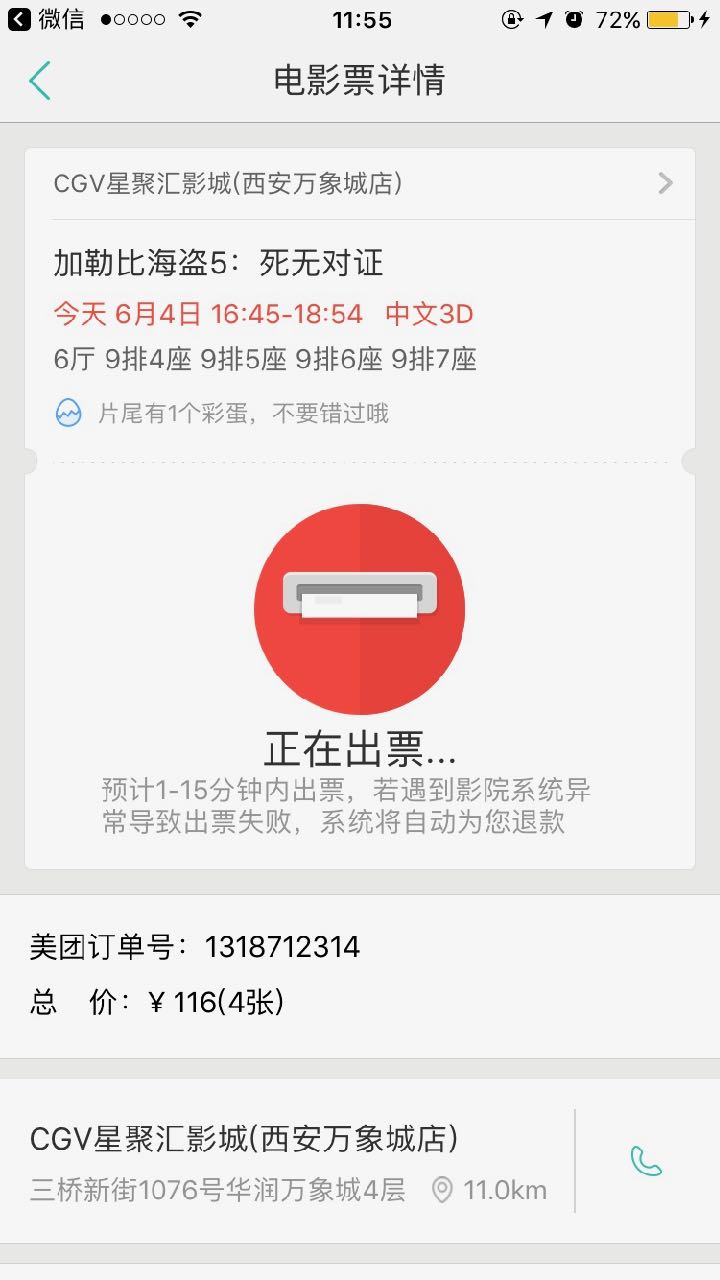 微信 11:55 72%
电影票详情
CGV星聚汇影城(西安万象城店)
加勒比海盗5：死无对证
今天 6月4日 16:45-18:54 中文3D
6厅 9排4座 9排5座 9排6座 9排7座
片尾有1个彩蛋，不要错过哦
正在出票...
预计1-15分钟内出票，若遇到影院系统异
常导致出票失败，系统将自动为您退款
美团订单号：1318712314
总 价：¥ 116(4张)
CGV星聚汇影城(西安万象城店)
三桥新街1076号华润万象城4层 11.0km